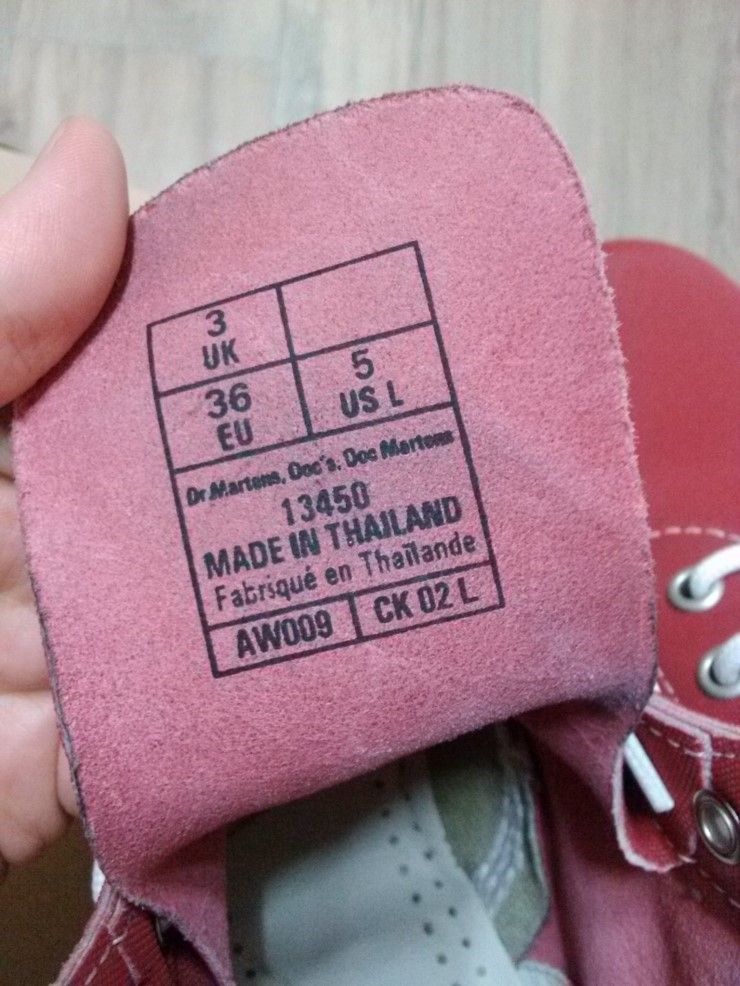 3
UK
36
EU
5
US L
Dr.Martens, Doc's, Doc Martens
13450
MADE IN THAILAND
Fabriqué en Thaïlande
AW009
CK 02 L